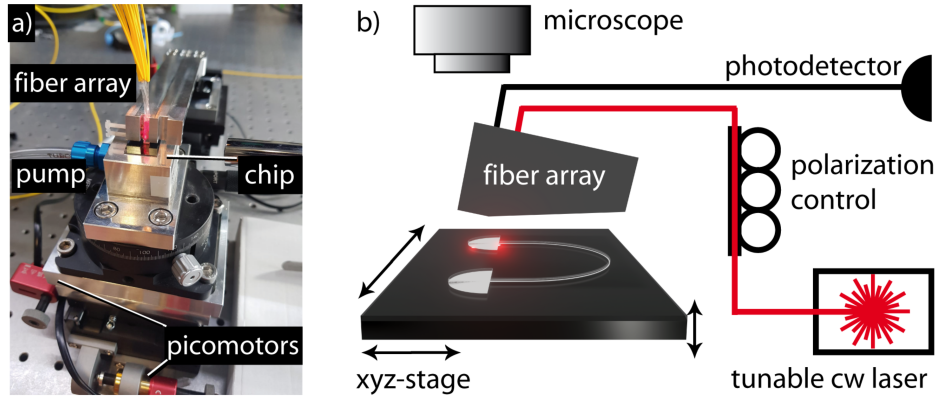 a)
fiber array
pump
chip
picomotors
b)
microscope
photodetector
fiber array
polarization
control
xyz-stage
tunable cw laser